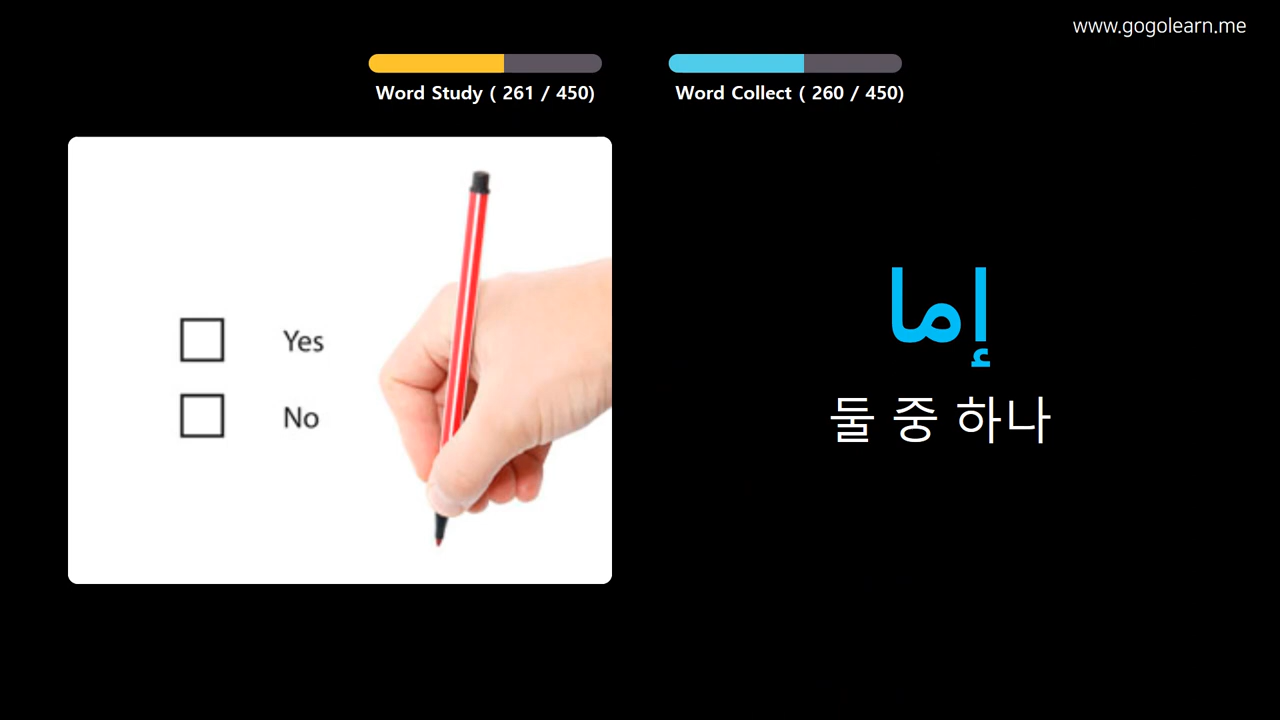 www.gogolearn.me
Word Study ( 261 / 450)
Word Collect ( 260 / 450)
Yes
No
إما
둘 중 하나